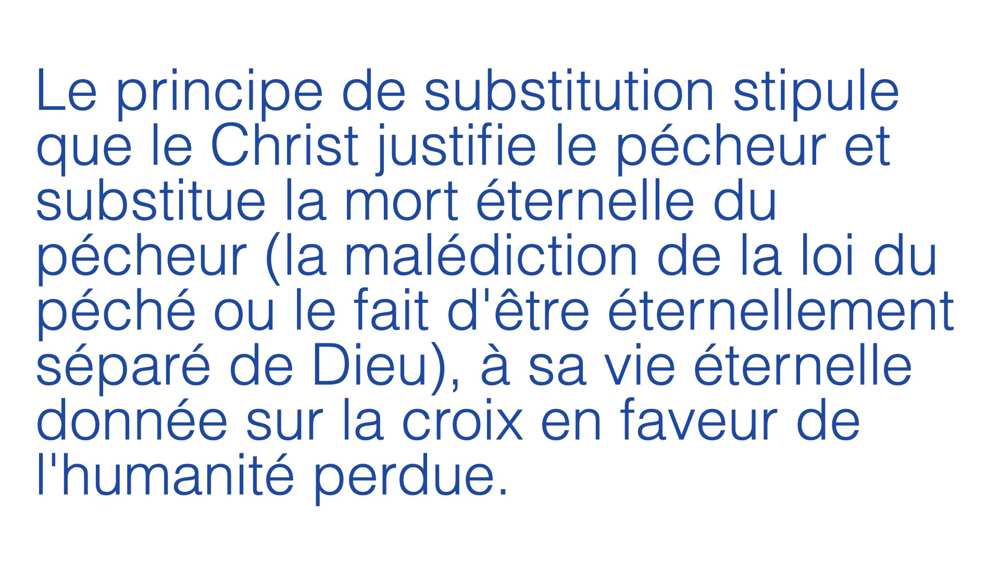 Le principe de substitution stipule
que le Christ justifie le pécheur et
substitue la mort éternelle du
pécheur (la malédiction de la loi du
péché ou le fait d'être éternellement
séparé de Dieu), à sa vie éternelle
donnée sur la croix en faveur de
l'humanité perdue.